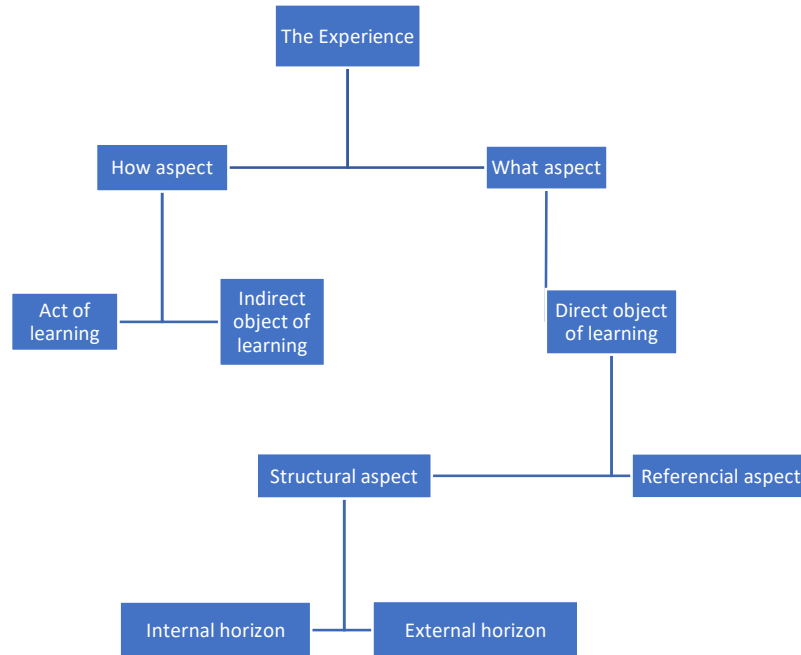 The Experience
How aspect
What aspect
Act of
learning
Indirect
object of
learning
Direct object
of learning
Structural aspect
Referencial aspect
Internal horizon
External horizon